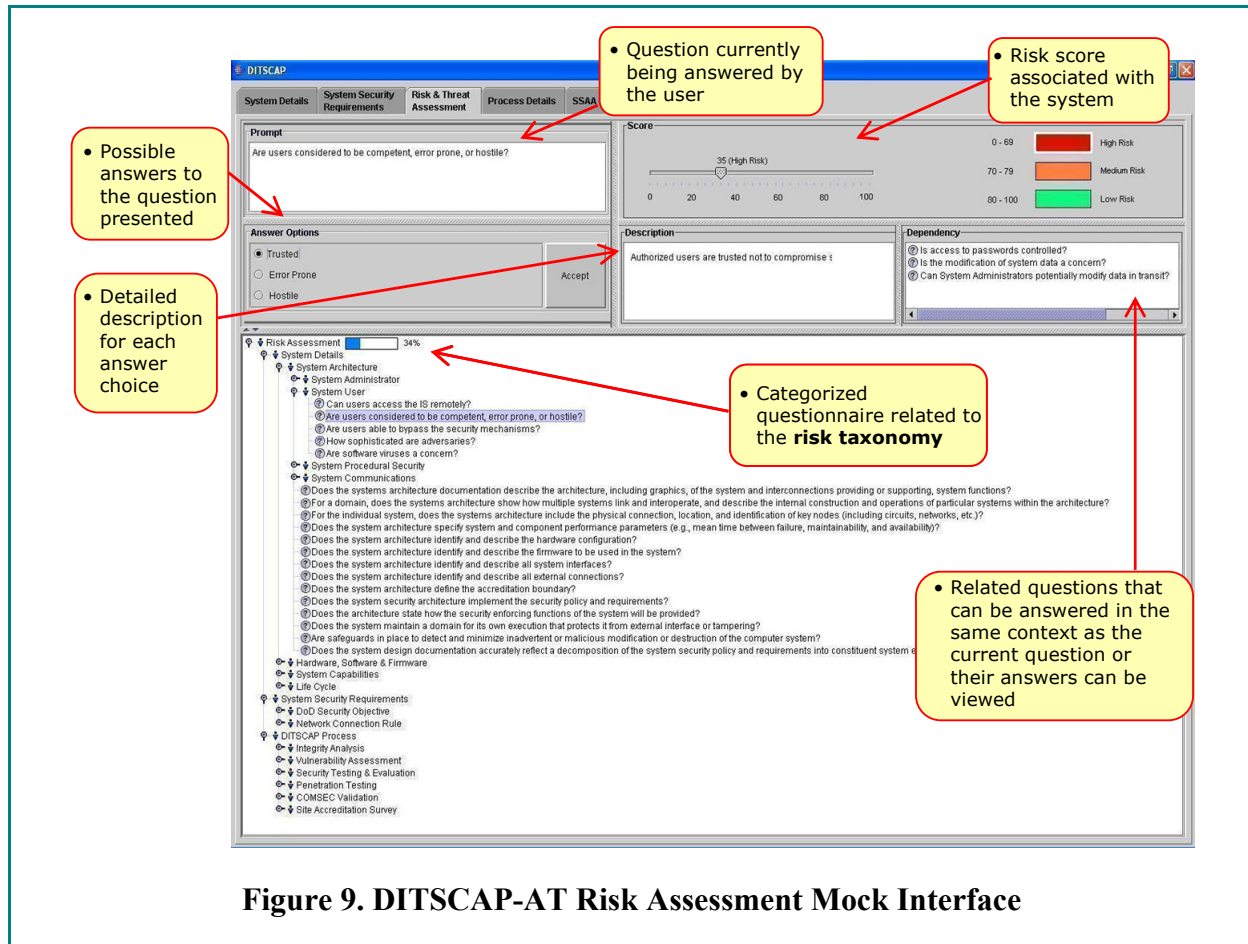 • Question currently
being answered by
the user
• Risk score
associated with
the system
• Possible
answers to
the question
presented
• Detailed
description
for each
answer
choice
DITSCAP
System Details
System Security
Requirements
Risk & Threat
Assessment
Process Details
SSAA
Prompt
Are users considered to be competent, error prone, or hostile?
Score
35 (High Risk)
0 20 40 60 80 100
0 - 69 High Risk
70 - 79 Medium Risk
80 - 100 Low Risk
Answer Options
Trusted
Error Prone
Hostile
Accept
Description
Authorized users are trusted not to compromise s
Dependency
Is access to passwords controlled?
Is the modification of system data a concern?
Can System Administrators potentially modify data in transit?
Risk Assessment 34%
System Details
System Architecture
System Administrator
System User
Can users access the IS remotely?
Are users considered to be competent, error prone, or hostile?
Are users able to bypass the security mechanisms?
How sophisticated are adversaries?
Are software viruses a concern?
System Procedural Security
System Communications
Does the systems architecture documentation describe the architecture, including graphics, of the system and interconnections providing or supporting, system functions?
For a domain, does the systems architecture show how multiple systems link and interoperate, and describe the internal construction and operations of particular systems within the architecture?
For the individual system, does the systems architecture include the physical connection, location, and identification of key nodes (including circuits, networks, etc.)?
Does the system architecture specify system and component performance parameters (e.g., mean time between failure, maintainability, and availability)?
Does the system architecture identify and describe the hardware configuration?
Does the system architecture identify and describe the firmware to be used in the system?
Does the system architecture identify and describe all system interfaces?
Does the system architecture identify and describe all external connections?
Does the system architecture define the accreditation boundary?
Does the system security architecture implement the security policy and requirements?
Does the architecture state how the security enforcing functions of the system will be provided?
Does the system maintain a domain for its own execution that protects it from external interface or tampering?
Are safeguards in place to detect and minimize inadvertent or malicious modification or destruction of the computer system?
Does the system design documentation accurately reflect a decomposition of the system security policy and requirements into constituent system e
Hardware, Software & Firmware
System Capabilities
Life Cycle
System Security Requirements
DoD Security Objective
Network Connection Rule
DITSCAP Process
Integrity Analysis
Vulnerability Assessment
Security Testing & Evaluation
Penetration Testing
COMSEC Validation
Site Accreditation Survey
• Categorized
questionnaire related to
the risk taxonomy
• Related questions that
can be answered in the
same context as the
current question or
their answers can be
viewed
Figure 9. DITSCAP-AT Risk Assessment Mock Interface